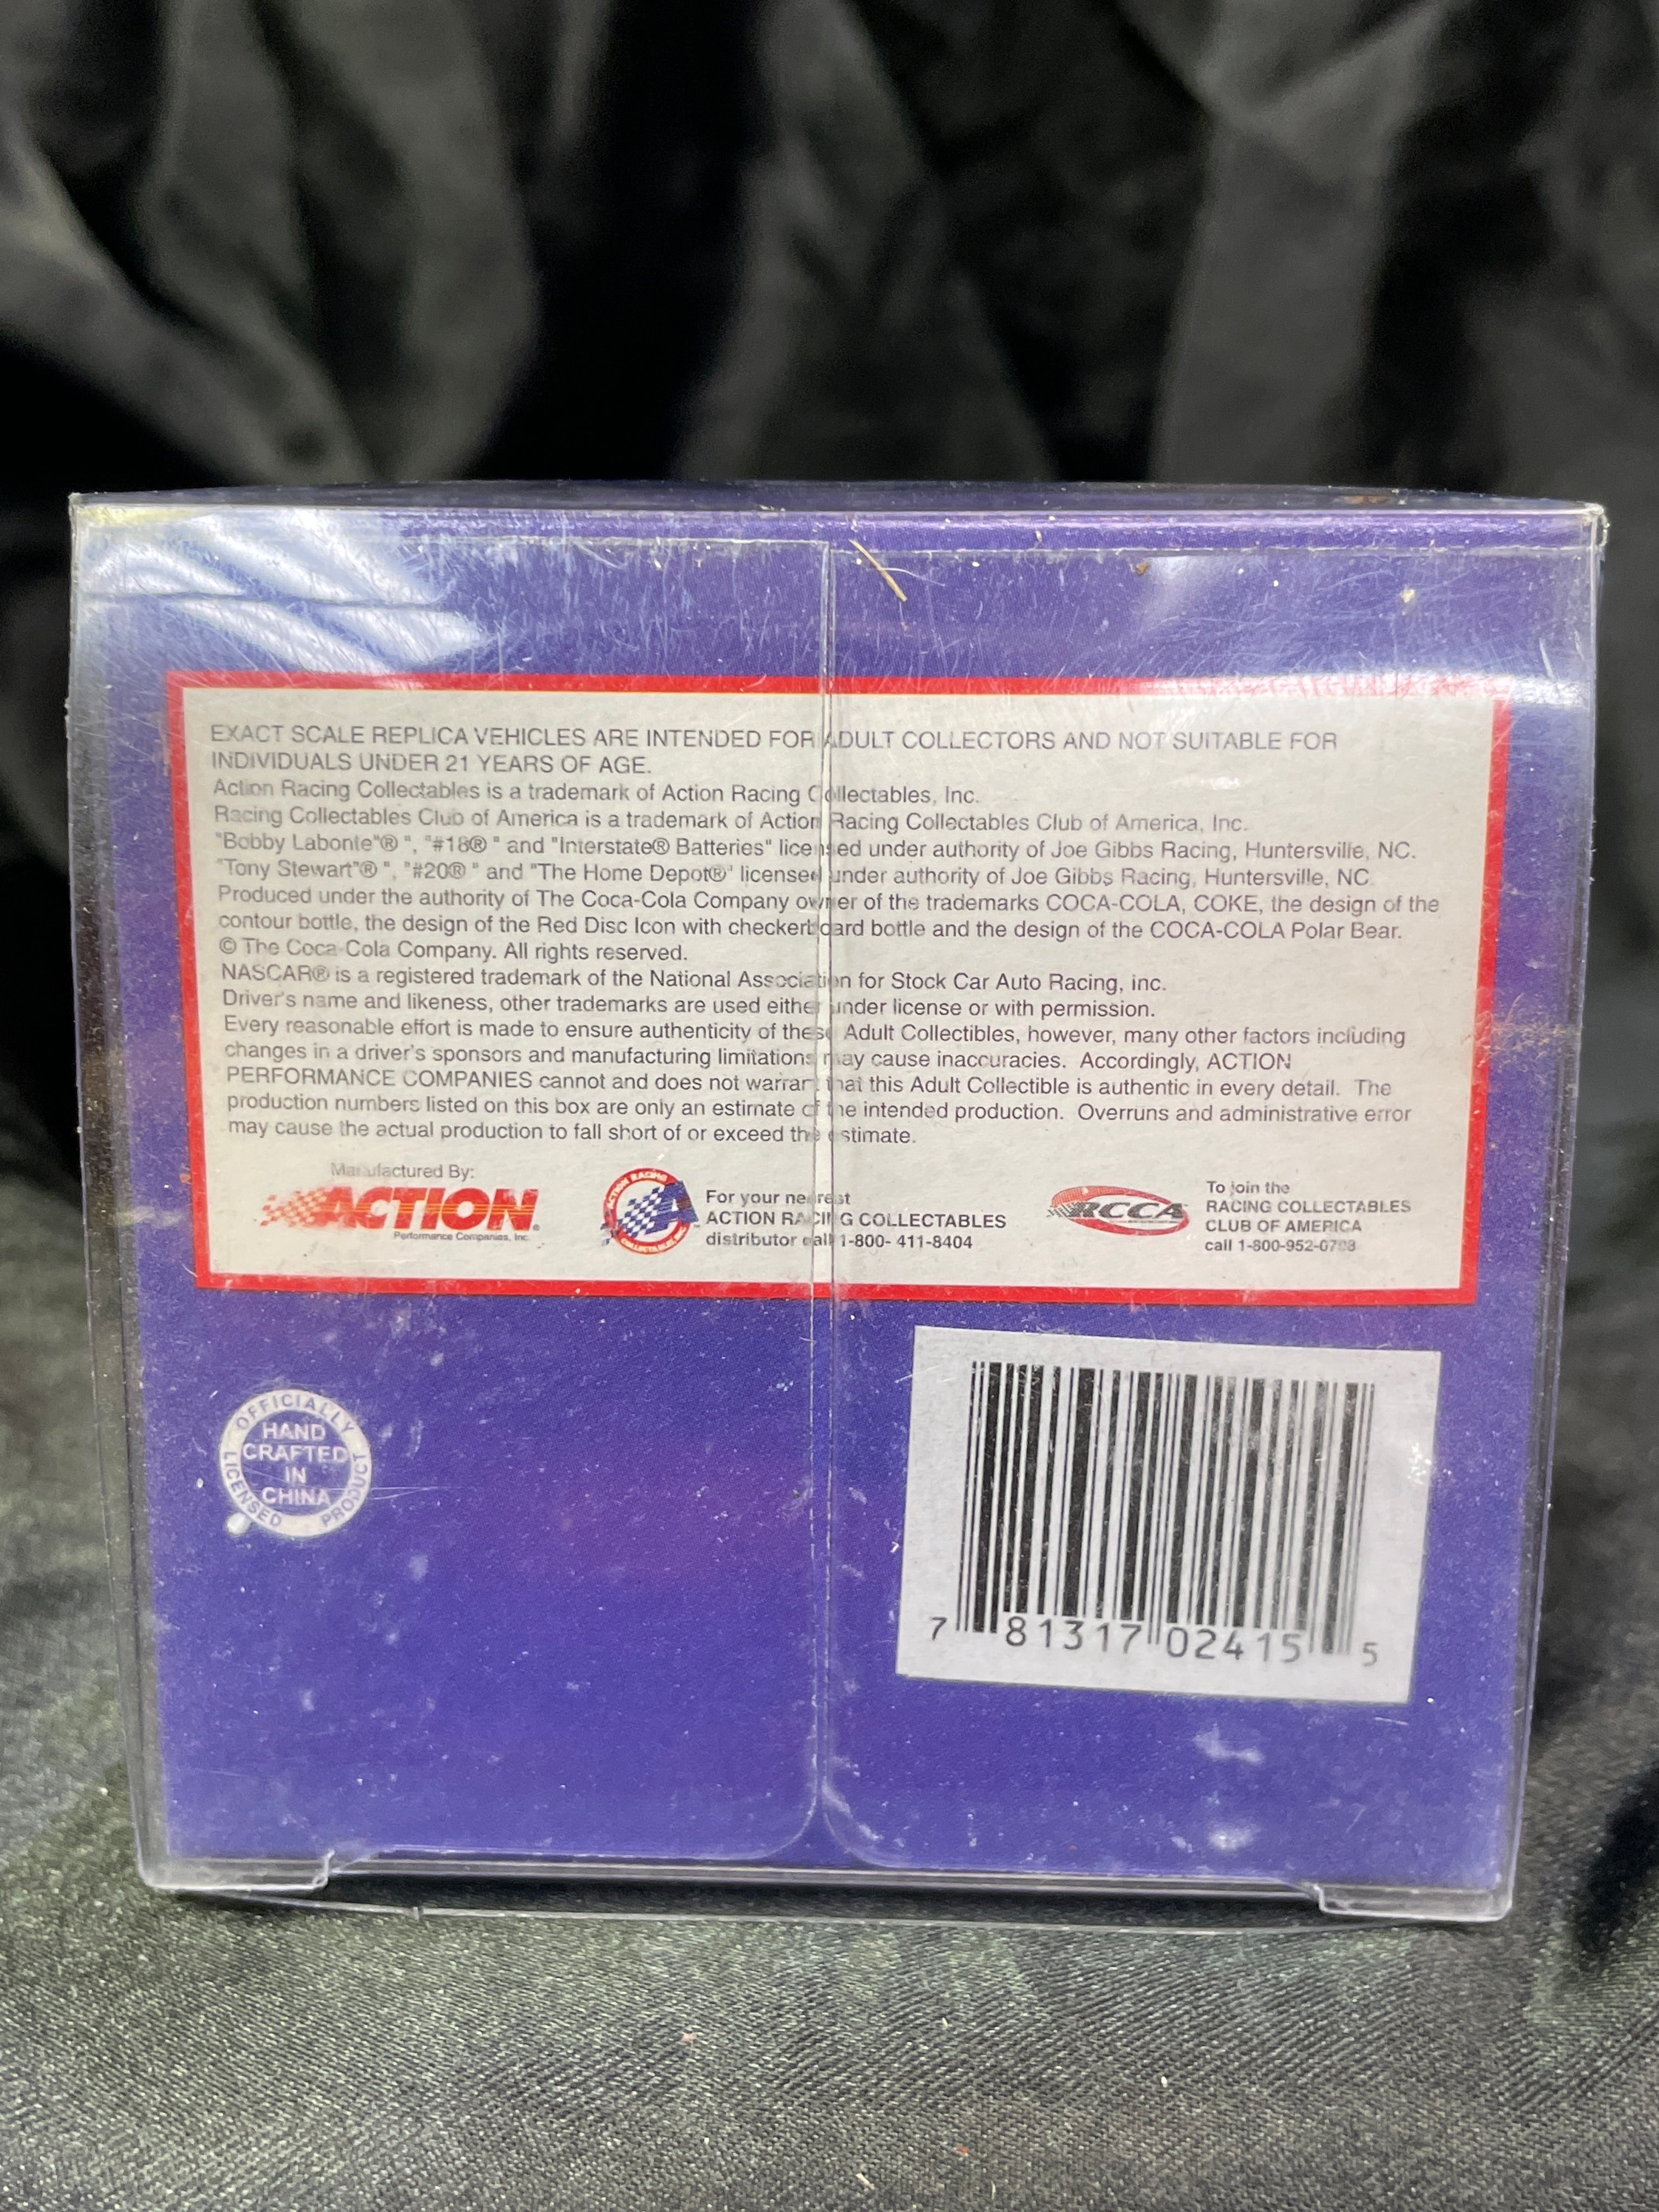 EXACT SCALE REPLICA VEHICLES ARE INTENDED FOR ADULT COLLECTORS AND NOT SUITABLE FOR
INDIVIDUALS UNDER 21 YEARS OF AGE.
Action Racing Collectables is a trademark of Action Racing Collectables, Inc.
Racing Collectables Club of America is a trademark of Action Racing Collectables Club of America, Inc.
"Bobby Labonte"® ", "#18® " and "Interstate® Batteries" licensed under authority of Joe Gibbs Racing, Huntersville, NC.
"Tony Stewart"® ", "#20® " and "The Home Depot®" licensed under authority of Joe Gibbs Racing, Huntersville, NC.
Produced under the authority of The Coca-Cola Company owner of the trademarks COCA-COLA, COKE, the design of the
contour bottle, the design of the Red Disc Icon with checkerboard bottle and the design of the COCA-COLA Polar Bear.
© The Coca-Cola Company. All rights reserved.
NASCAR® is a registered trademark of the National Association for Stock Car Auto Racing, inc.
Driver's name and likeness, other trademarks are used either under license or with permission.
Every reasonable effort is made to ensure authenticity of these Adult Collectibles, however, many other factors including
changes in a driver's sponsors and manufacturing limitations may cause inaccuracies. Accordingly, ACTION
PERFORMANCE COMPANIES cannot and does not warrant that this Adult Collectible is authentic in every detail. The
production numbers listed on this box are only an estimate of the intended production. Overruns and administrative error
may cause the actual production to fall short of or exceed the estimate.
Manufactured By:
ACTION
Performance Companies, Inc.
ACTION RACING
COLLECTABLES, INC.
For your nearest
ACTION RACING COLLECTABLES
distributor call 1-800- 411-8404
RCCA
To join the
RACING COLLECTABLES
CLUB OF AMERICA
call 1-800-952-
OFFICIALLY LICENSED PRODUCT
HAND
CRAFTED
IN
CHINA
7 81317 02415 5